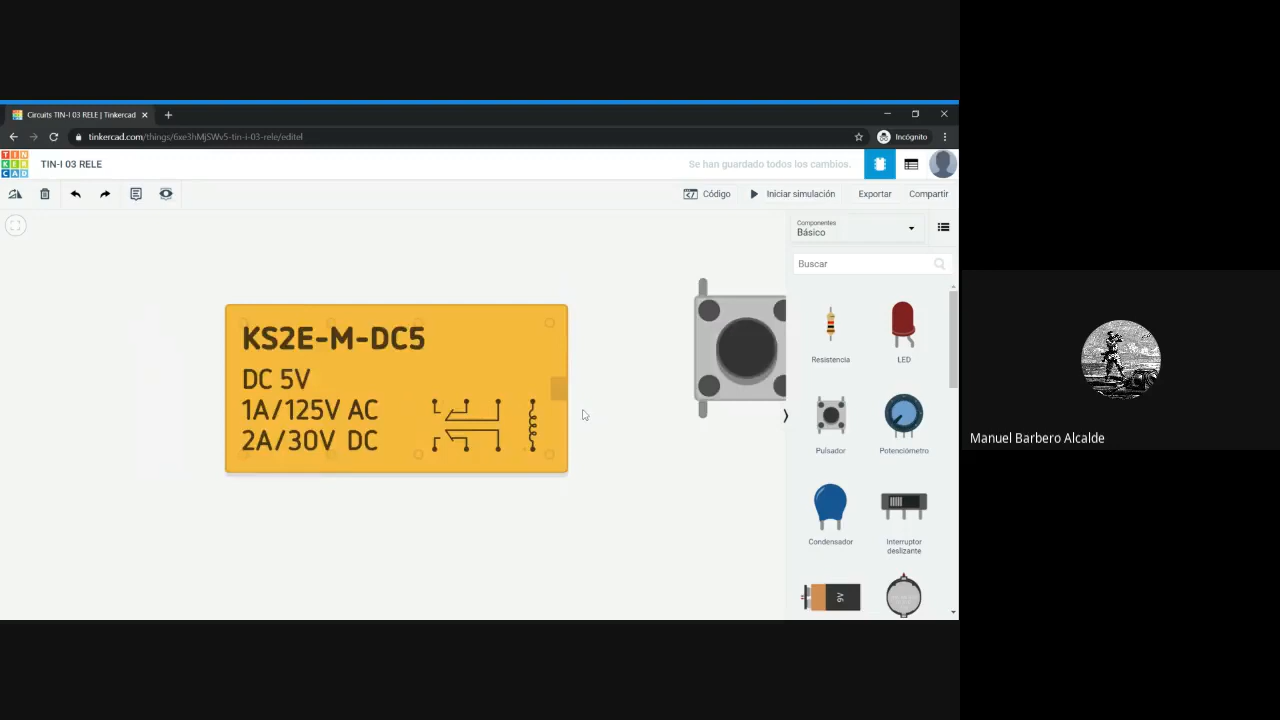 Circuits TIN-I 03 RELE | Tinkercad
tinkercad.com/things/6xe3hMjSWv5-tin-i-03-rele/editel
Incógnito
TIN
KER
CAD
TIN-I 03 RELE
Se han guardado todos los cambios.
Código
Iniciar simulación
Exportar
Compartir
Componentes
Básico
Buscar
KS2E-M-DC5
DC 5V
1A/125V AC
2A/30V DC
Resistencia
LED
Pulsador
Potenciómetro
Condensador
Interruptor
deslizante
9V
Manuel Barbero Alcalde